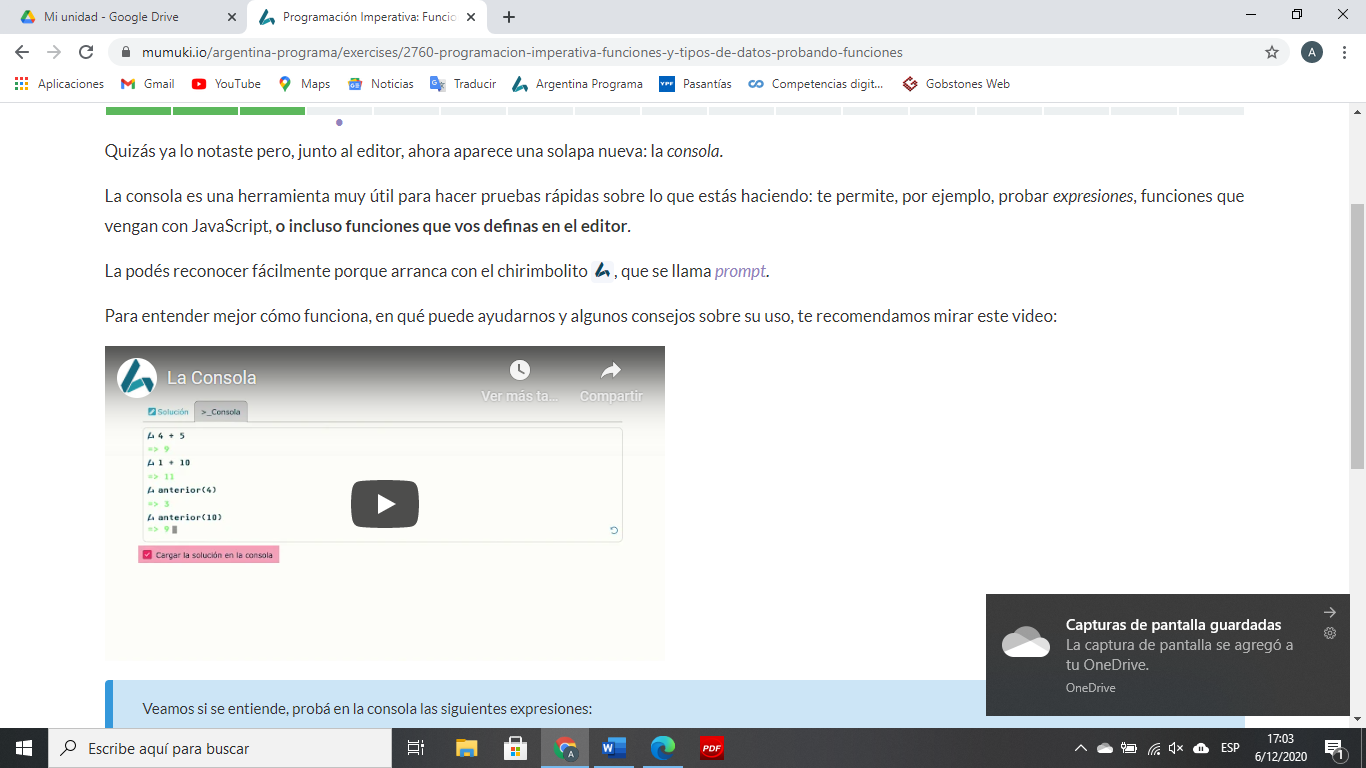 Mi unidad - Google Drive
Programación Imperativa: Funcio
mumuki.io/argentina-programa/exercises/2760-programacion-imperativa-funciones-y-tipos-de-datos-probando-funciones
A
Aplicaciones Gmail YouTube Maps Noticias Traducir Argentina Programa YPF Pasantías Competencias digit... Gobstones Web
Quizás ya lo notaste pero, junto al editor, ahora aparece una solapa nueva: la consola.
La consola es una herramienta muy útil para hacer pruebas rápidas sobre lo que estás haciendo: te permite, por ejemplo, probar expresiones, funciones que
vengan con JavaScript, o incluso funciones que vos definas en el editor.
La podés reconocer fácilmente porque arranca con el chirimbolito , que se llama prompt.
Para entender mejor cómo funciona, en qué puede ayudarnos y algunos consejos sobre su uso, te recomendamos mirar este video:
La Consola
Ver más ta...
Compartir
Solución >_Consola
4 + 5
=> 9
1 + 10
=> 11
anterior(4)
=> 3
anterior(10)
=> 9
Cargar la solución en la consola
Capturas de pantalla guardadas
La captura de pantalla se agregó a
tu OneDrive.
OneDrive
Veamos si se entiende, probá en la consola las siguientes expresiones:
Escribe aquí para buscar
A
W
PDF
ESP
17:03
6/12/2020
1